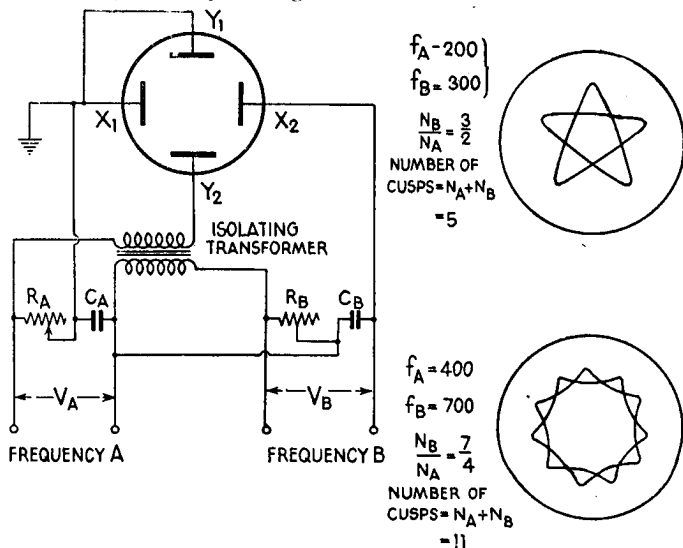 Y1
X1
X2
Y2
ISOLATING
TRANSFORMER
RA
CA
RB
CB
VA
VB
FREQUENCY A
FREQUENCY B
fA-200
fB=300
NB/NA=3/2
NUMBER OF
CUSPS=NA+NB
=5
fA=400
fB=700
NB/NA=7/4
NUMBER OF
CUSPS=NA+NB
=11